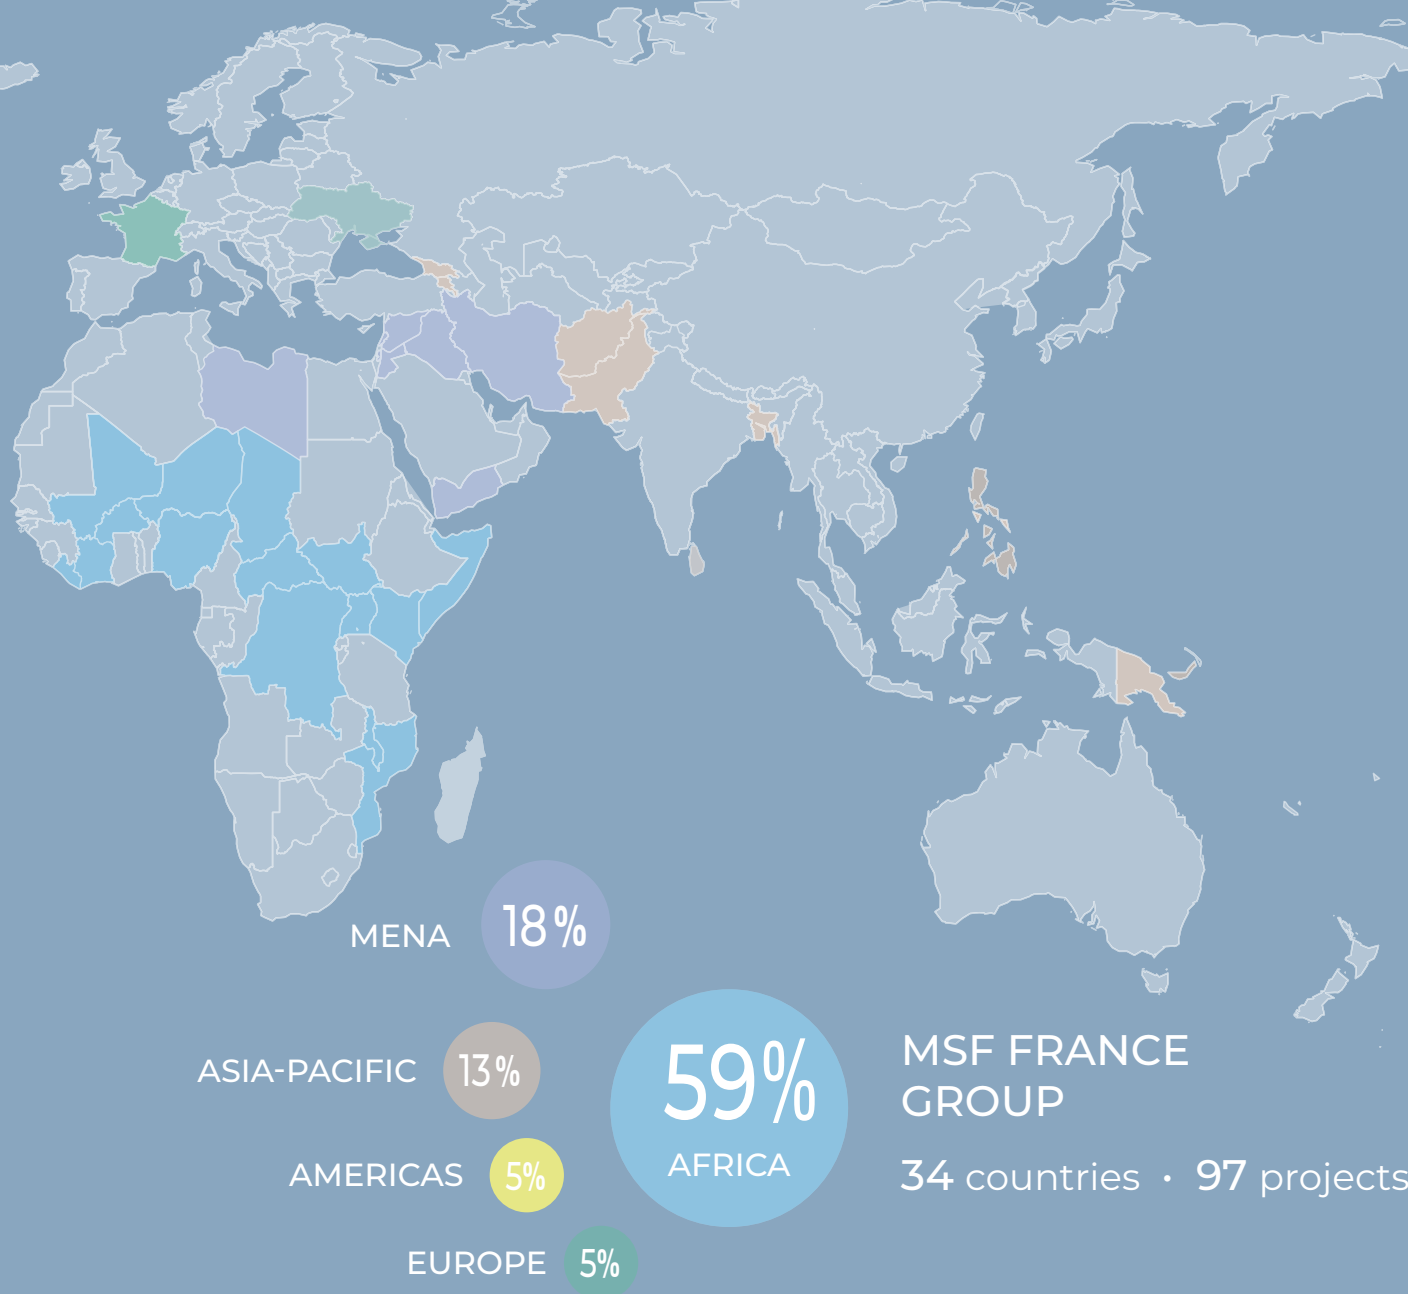 MENA 18%
ASIA-PACIFIC 13%
AMERICAS 5%
EUROPE 5%
59%
AFRICA
MSF FRANCE
GROUP
34 countries • 97 projects